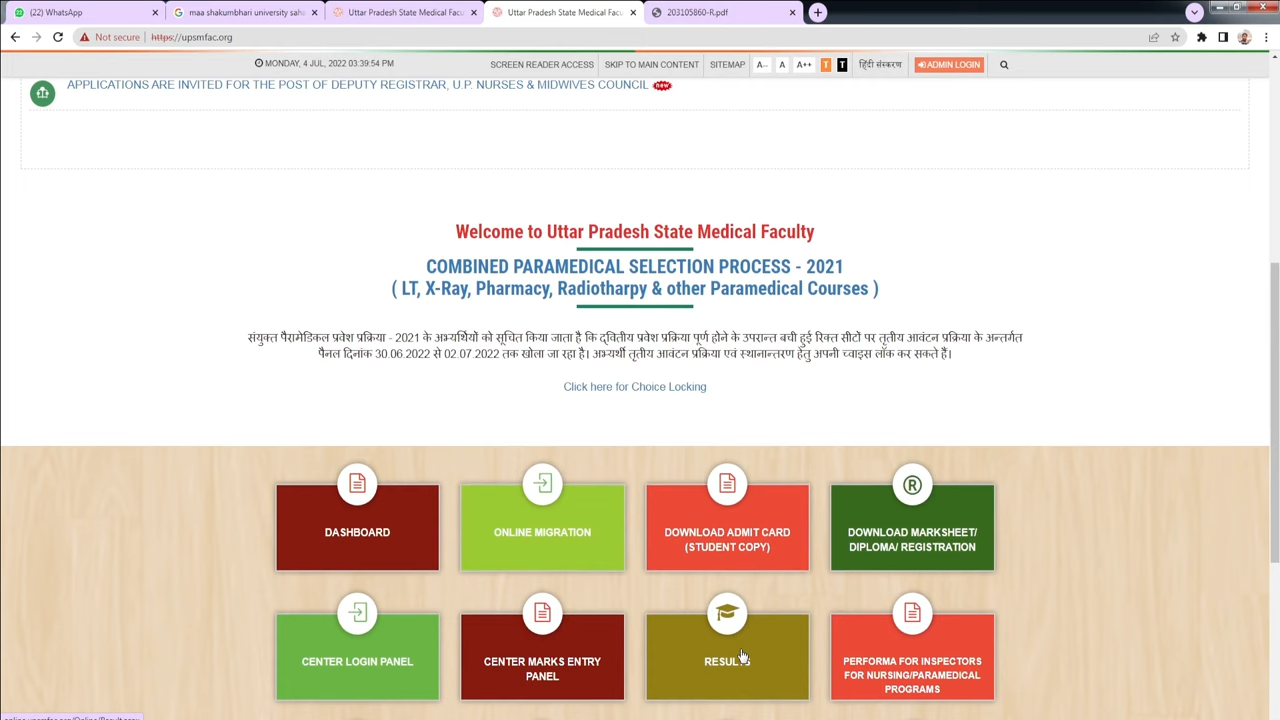 (22) WhatsApp
maa shakumbhari university saha
Uttar Pradesh State Medical Facu
Uttar Pradesh State Medical Facu
203105860-R.pdf
Not secure
https://upsmfac.org
MONDAY, 4 JUL, 2022 03:39:54 PM
SCREEN READER ACCESS
SKIP TO MAIN CONTENT
SITEMAP
A--
A
A++
T
T
हिंदी संस्करण
ADMIN LOGIN
APPLICATIONS ARE INVITED FOR THE POST OF DEPUTY REGISTRAR, U.P. NURSES & MIDWIVES COUNCIL new
Welcome to Uttar Pradesh State Medical Faculty
COMBINED PARAMEDICAL SELECTION PROCESS - 2021
( LT, X-Ray, Pharmacy, Radiotharpy & other Paramedical Courses )
संयुक्त पैरामेडिकल प्रवेश प्रक्रिया - 2021 के अभ्यर्थियों को सूचित किया जाता है कि द्वितीय प्रवेश प्रक्रिया पूर्ण होने के उपरान्त बची हुई रिक्त सीटों पर तृतीय आवंटन प्रक्रिया के अन्तर्गत
पैनल दिनांक 30.06.2022 से 02.07.2022 तक खोला जा रहा है। अभ्यर्थी तृतीय आवंटन प्रक्रिया एवं स्थानान्तरण हेतु अपनी च्वाइस लॉक कर सकते हैं।
Click here for Choice Locking
DASHBOARD
ONLINE MIGRATION
DOWNLOAD ADMIT CARD
(STUDENT COPY)
®
DOWNLOAD MARKSHEET/
DIPLOMA/ REGISTRATION
CENTER LOGIN PANEL
CENTER MARKS ENTRY
PANEL
RESULTS
PERFORMA FOR INSPECTORS
FOR NURSING/PARAMEDICAL
PROGRAMS